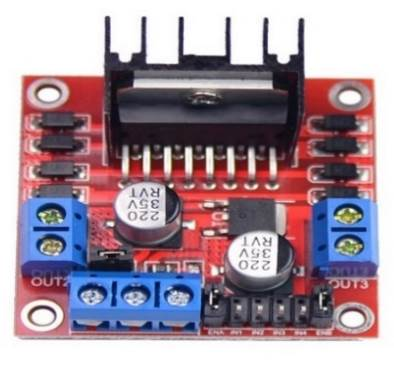 220
35V
RVT
220
35V
RVT
OUT2
OUT3
ENA IN1 IN2 IN3 IN4 ENB